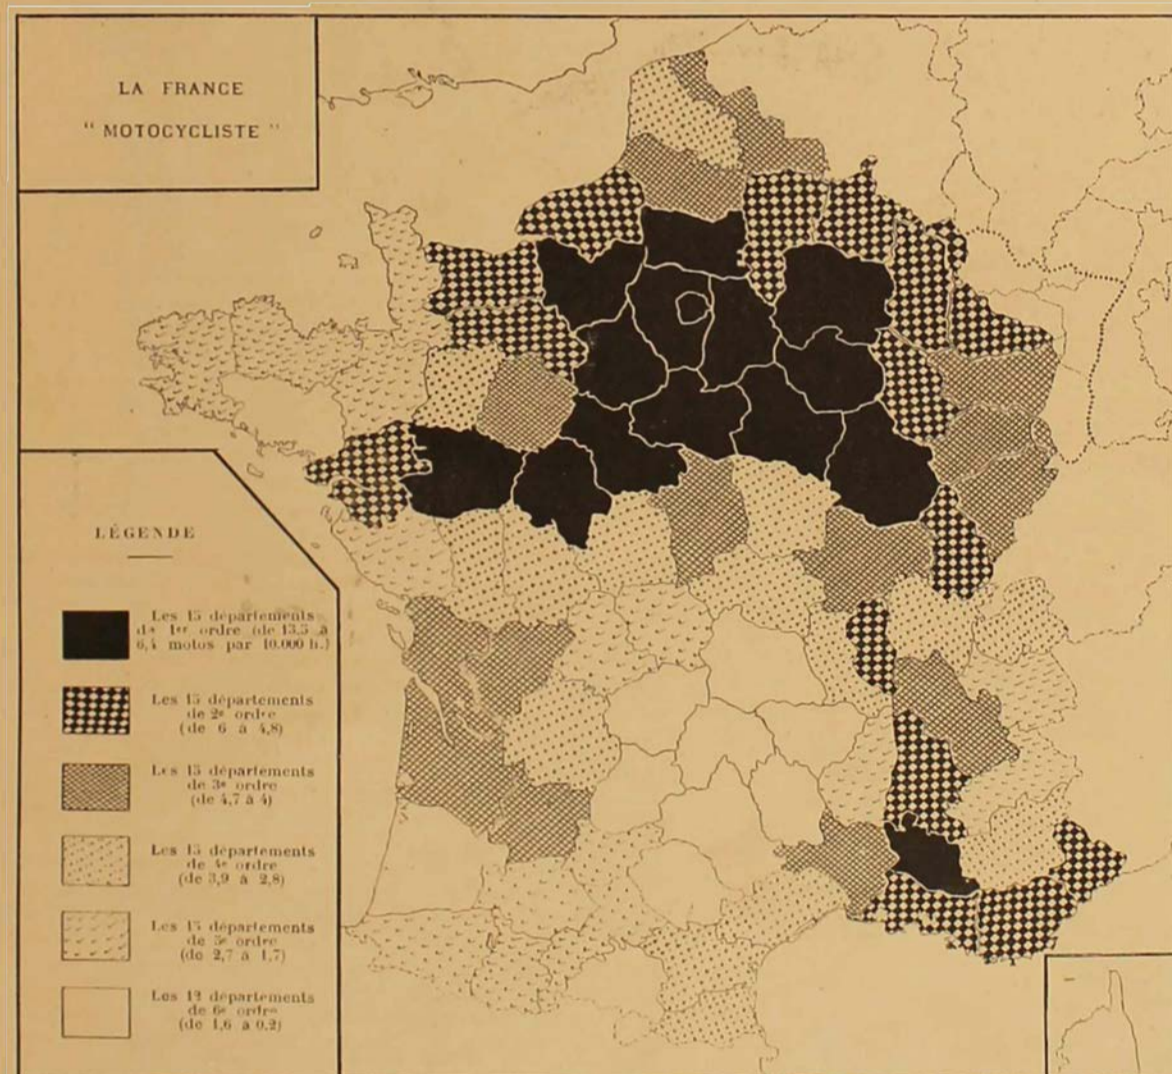 LA FRANCE
" MOTOCYCLISTE "
LÉGENDE
Les 15 départements
de 1er ordre (de 13,5 à
6,4 motos par 10.000 h.)
Les 15 départements
de 2e ordre
(de 6 à 4,8)
Les 15 départements
de 3e ordre
(de 4,7 à 4)
Les 15 départements
de 4e ordre
(de 3,9 à 2,8)
Les 15 départements
de 5e ordre
(de 2,7 à 1,7)
Les 12 départements
de 6e ordre
(de 1,6 à 0,2)